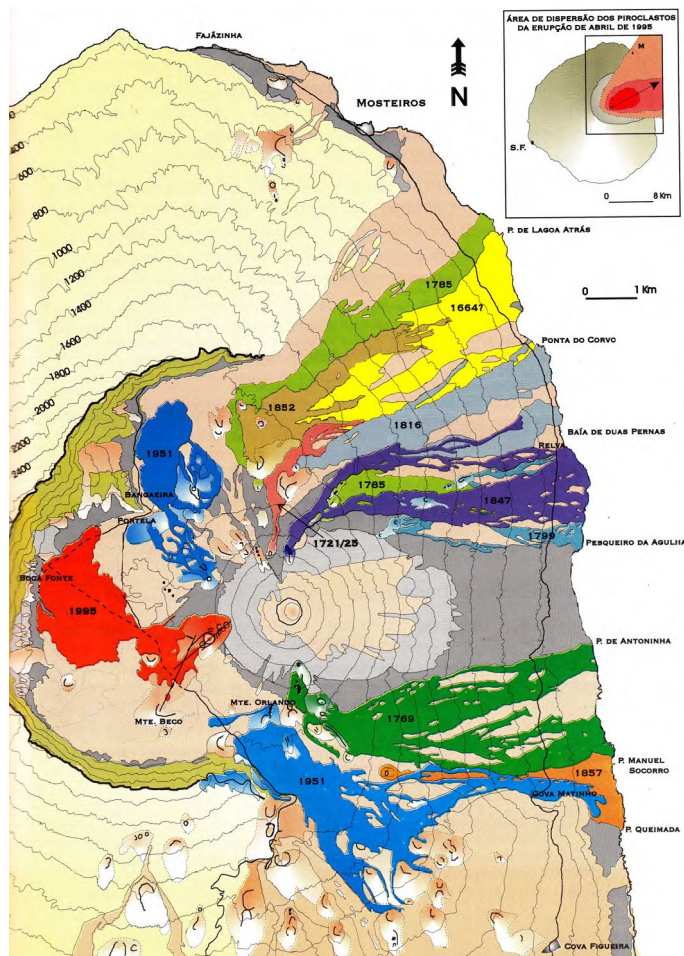 ÁREA DE DISPERSÃO DOS PIROCLASTOS
DA ERUPÇÃO DE ABRIL DE 1995
M
S.F.
0 8 Km
FAJÃZINHA
MOSTEIROS
N
P. DE LAGOA ATRÁS
0 1 Km
400
600
800
1000
1200
1400
1600
1800
2000
2200
2400
1785
1664?
PONTA DO CORVO
1852
1816
BAÍA DE DUAS PERNAS
RELVA
1951
BANGAEIRA
1785
1847
PORTELA
1721/25
1799
PESQUEIRO DA AGULHA
BOCA FONTE
1995
P. DE ANTONINHA
MTE. ORLANDO
MTE. BECO
1769
P. MANUEL
SOCORRO
1951
1857
COVA MATINHO
P. QUEIMADA
COVA FIGUEIRA